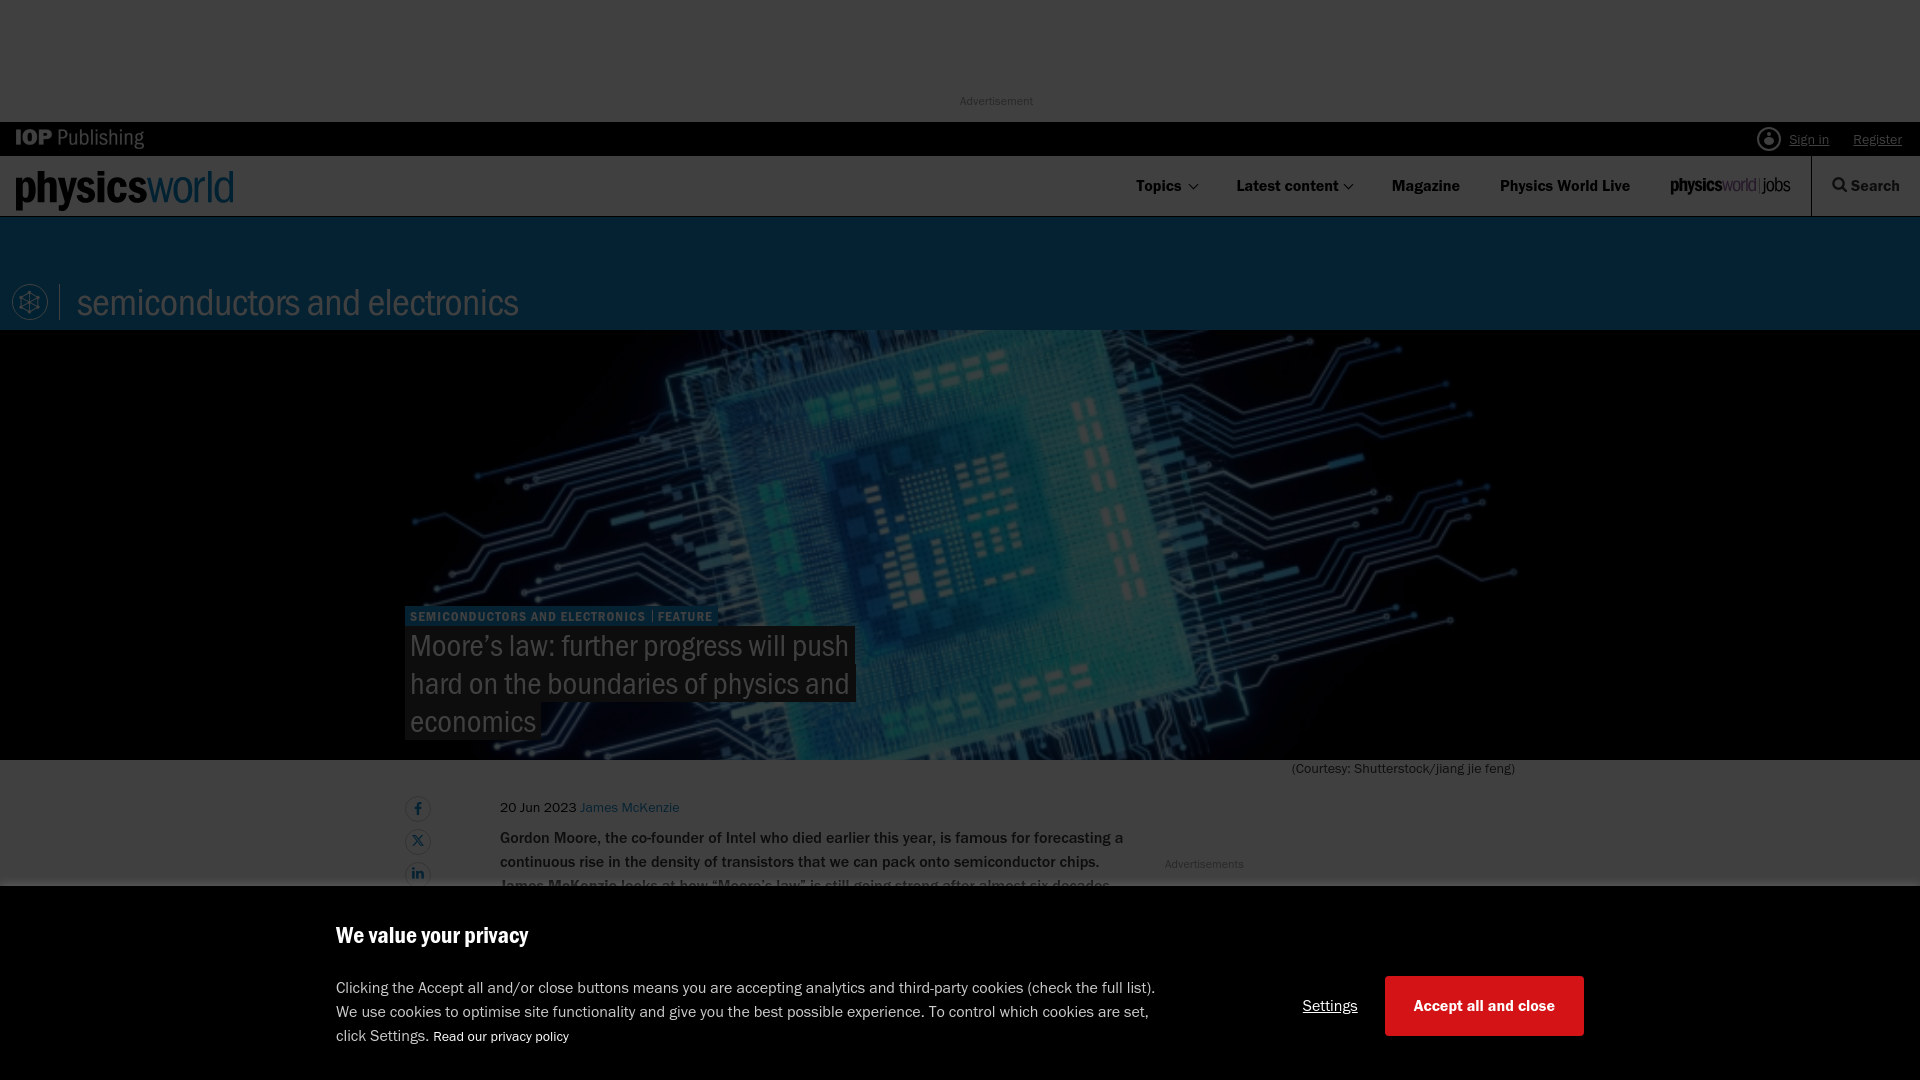 Advertisement
IOP Publishing
Sign in
Register
physicsworld
Topics
Latest content
Magazine
Physics World Live
physicsworld|jobs
Search
semiconductors and electronics
SEMICONDUCTORS AND ELECTRONICS | FEATURE
Moore’s law: further progress will push
hard on the boundaries of physics and
economics
(Courtesy: Shutterstock/jiang jie feng)
20 Jun 2023 James McKenzie
Gordon Moore, the co-founder of Intel who died earlier this year, is famous for forecasting a
continuous rise in the density of transistors that we can pack onto semiconductor chips.
James McKenzie looks at how “Moore’s law” is still going strong after almost six decades,
Advertisements
We value your privacy
Clicking the Accept all and/or close buttons means you are accepting analytics and third-party cookies (check the full list).
We use cookies to optimise site functionality and give you the best possible experience. To control which cookies are set,
click Settings. Read our privacy policy
Settings
Accept all and close